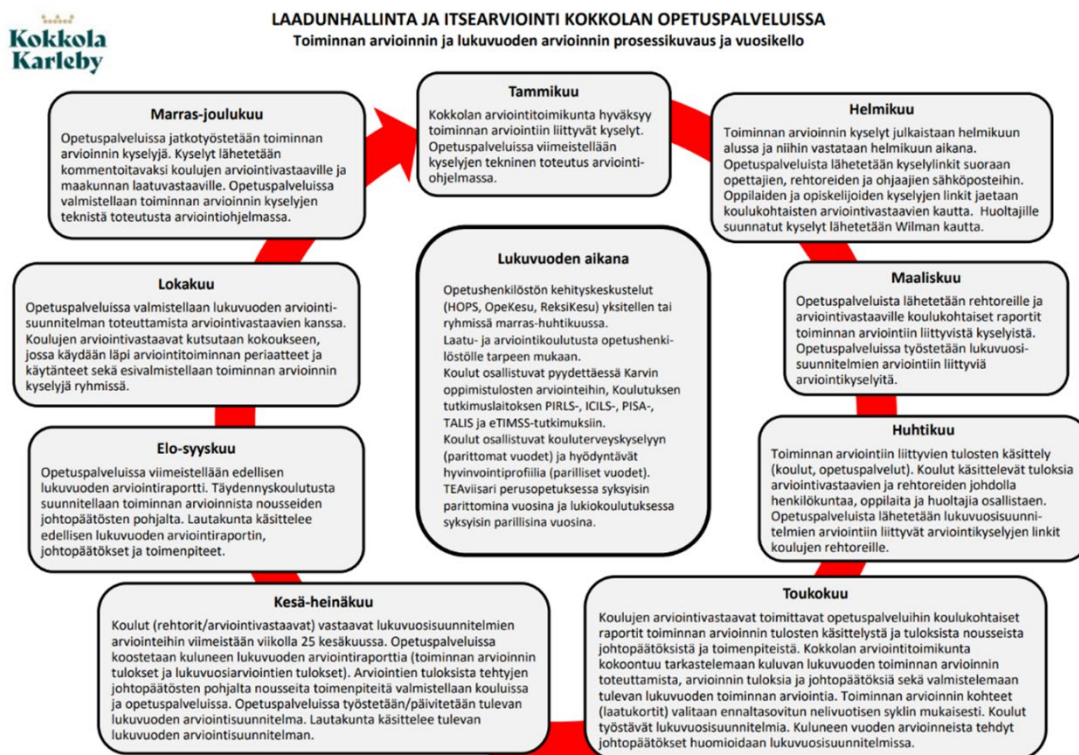 LAADUNHALLINTA JA ITSEARVIOINTI KOKKOLAN OPETUSPALVELUISSA
Toiminnan arvioinnin ja lukuvuoden arvioinnin prosessikuvaus ja vuosikello
Kokkola
Karleby
Tammikuu
Kokkolan arviointitoimikunta hyväksyy
toiminnan arviointiin liittyvät kyselyt.
Opetuspalveluissa viimeistellään
kyselyjen tekninen toteutus arviointi-
ohjelmassa.
Helmikuu
Toiminnan arvioinnin kyselyt julkaistaan helmikuun
alussa ja niihin vastataan helmikuun aikana.
Opetuspalveluista lähetetään kyselylinkit suoraan
opettajien, rehtoreiden ja ohjaajien sähköposteihin.
Oppilaiden ja opiskelijoiden kyselyjen linkit jaetaan
koulukohtaisten arviointivastaavien kautta. Huoltajille
suunnatut kyselyt lähetetään Wilman kautta.
Maaliskuu
Opetuspalveluista lähetetään rehtoreille ja
arviointivastaaville koulukohtaiset raportit
toiminnan arviointiin liittyvistä kyselyistä.
Opetuspalveluissa työstetään lukuvuosi-
suunnitelmien arviointiin liittyviä
arviointikyselyitä.
Huhtikuu
Toiminnan arviointiin liittyvien tulosten käsittely
(koulut, opetuspalvelut). Koulut käsittelevät tuloksia
arviointivastaavien ja rehtoreiden johdolla
henkilökuntaa, oppilaita ja huoltajia osallistaen.
Opetuspalveluista lähetetään lukuvuosisuunni-
telmien arviointiin liittyvät arviointikyselyjen linkit
koulujen rehtoreille.
Toukokuu
Koulujen arviointivastaavat toimittavat opetuspalveluihin koulukohtaiset
raportit toiminnan arvioinnin tulosten käsittelystä ja tuloksista nousseista
johtopäätöksistä ja toimenpiteistä. Kokkolan arviointitoimikunta
kokoontuu tarkastelemaan kuluvan lukuvuoden toiminnan arvioinnin
toteuttamista, arvioinnin tuloksia ja johtopäätöksiä sekä valmistelemaan
tulevan lukuvuoden toiminnan arviointia. Toiminnan arvioinnin kohteet
(laatukortit) valitaan ennaltasovitun nelivuotisen syklin mukaisesti. Koulut
työstävät lukuvuosisuunnitelmia. Kuluneen vuoden arvioinneista tehdyt
johtopäätökset huomioidaan lukuvuosisuunnitelmissa.
Kesä-heinäkuu
Koulut (rehtorit/arviointivastaavat) vastaavat lukuvuosisuunnitelmien
arviointeihin viimeistään viikolla 25 kesäkuussa. Opetuspalveluissa
koostetaan kuluneen lukuvuoden arviointiraporttia (toiminnan arvioinnin
tulokset ja lukuvuosiarviointien tulokset). Arviointien tuloksista tehtyjen
johtopäätösten pohjalta nousseita toimenpiteitä valmistellaan kouluissa
ja opetuspalveluissa. Opetuspalveluissa työstetään/päivitetään tulevan
lukuvuoden arviointisuunnitelma. Lautakunta käsittelee tulevan
lukuvuoden arviointisuunnitelman.
Elo-syyskuu
Opetuspalveluissa viimeistellään edellisen
lukuvuoden arviointiraportti. Täydennyskoulutusta
suunnitellaan toiminnan arvioinnista nousseiden
johtopäätösten pohjalta. Lautakunta käsittelee
edellisen lukuvuoden arviointiraportin,
johtopäätökset ja toimenpiteet.
Lokakuu
Opetuspalveluissa valmistellaan lukuvuoden arviointi-
suunnitelman toteuttamista arviointivastaavien kanssa.
Koulujen arviointivastaavat kutsutaan kokoukseen,
jossa käydään läpi arviointitoiminnan periaatteet ja
käytänteet sekä esivalmistellaan toiminnan arvioinnin
kyselyjä ryhmissä.
Marras-joulukuu
Opetuspalveluissa jatkotyöstetään toiminnan
arvioinnin kyselyjä. Kyselyt lähetetään
kommentoitavaksi koulujen arviointivastaaville ja
maakunnan laatuvastaaville. Opetuspalveluissa
valmistellaan toiminnan arvioinnin kyselyjen
teknistä toteutusta arviointiohjelmassa.
Lukuvuoden aikana
Opetushenkilöstön kehityskeskustelut
(HOPS, OpeKesu, ReksiKesu) yksitellen tai
ryhmissä marras-huhtikuussa.
Laatu- ja arviointikoulutusta opetushenki-
löstölle tarpeen mukaan.
Koulut osallistuvat pyydettäessä Karvin
oppimistulosten arviointeihin, Koulutuksen
tutkimuslaitoksen PIRLS-, ICILS-, PISA-,
TALIS ja eTIMSS-tutkimuksiin.
Koulut osallistuvat kouluterveyskyselyyn
(parittomat vuodet) ja hyödyntävät
hyvinvointiprofiilia (parilliset vuodet).
TEAviisari perusopetuksessa syksyisin
parittomina vuosina ja lukiokoulutuksessa
syksyisin parillisina vuosina.